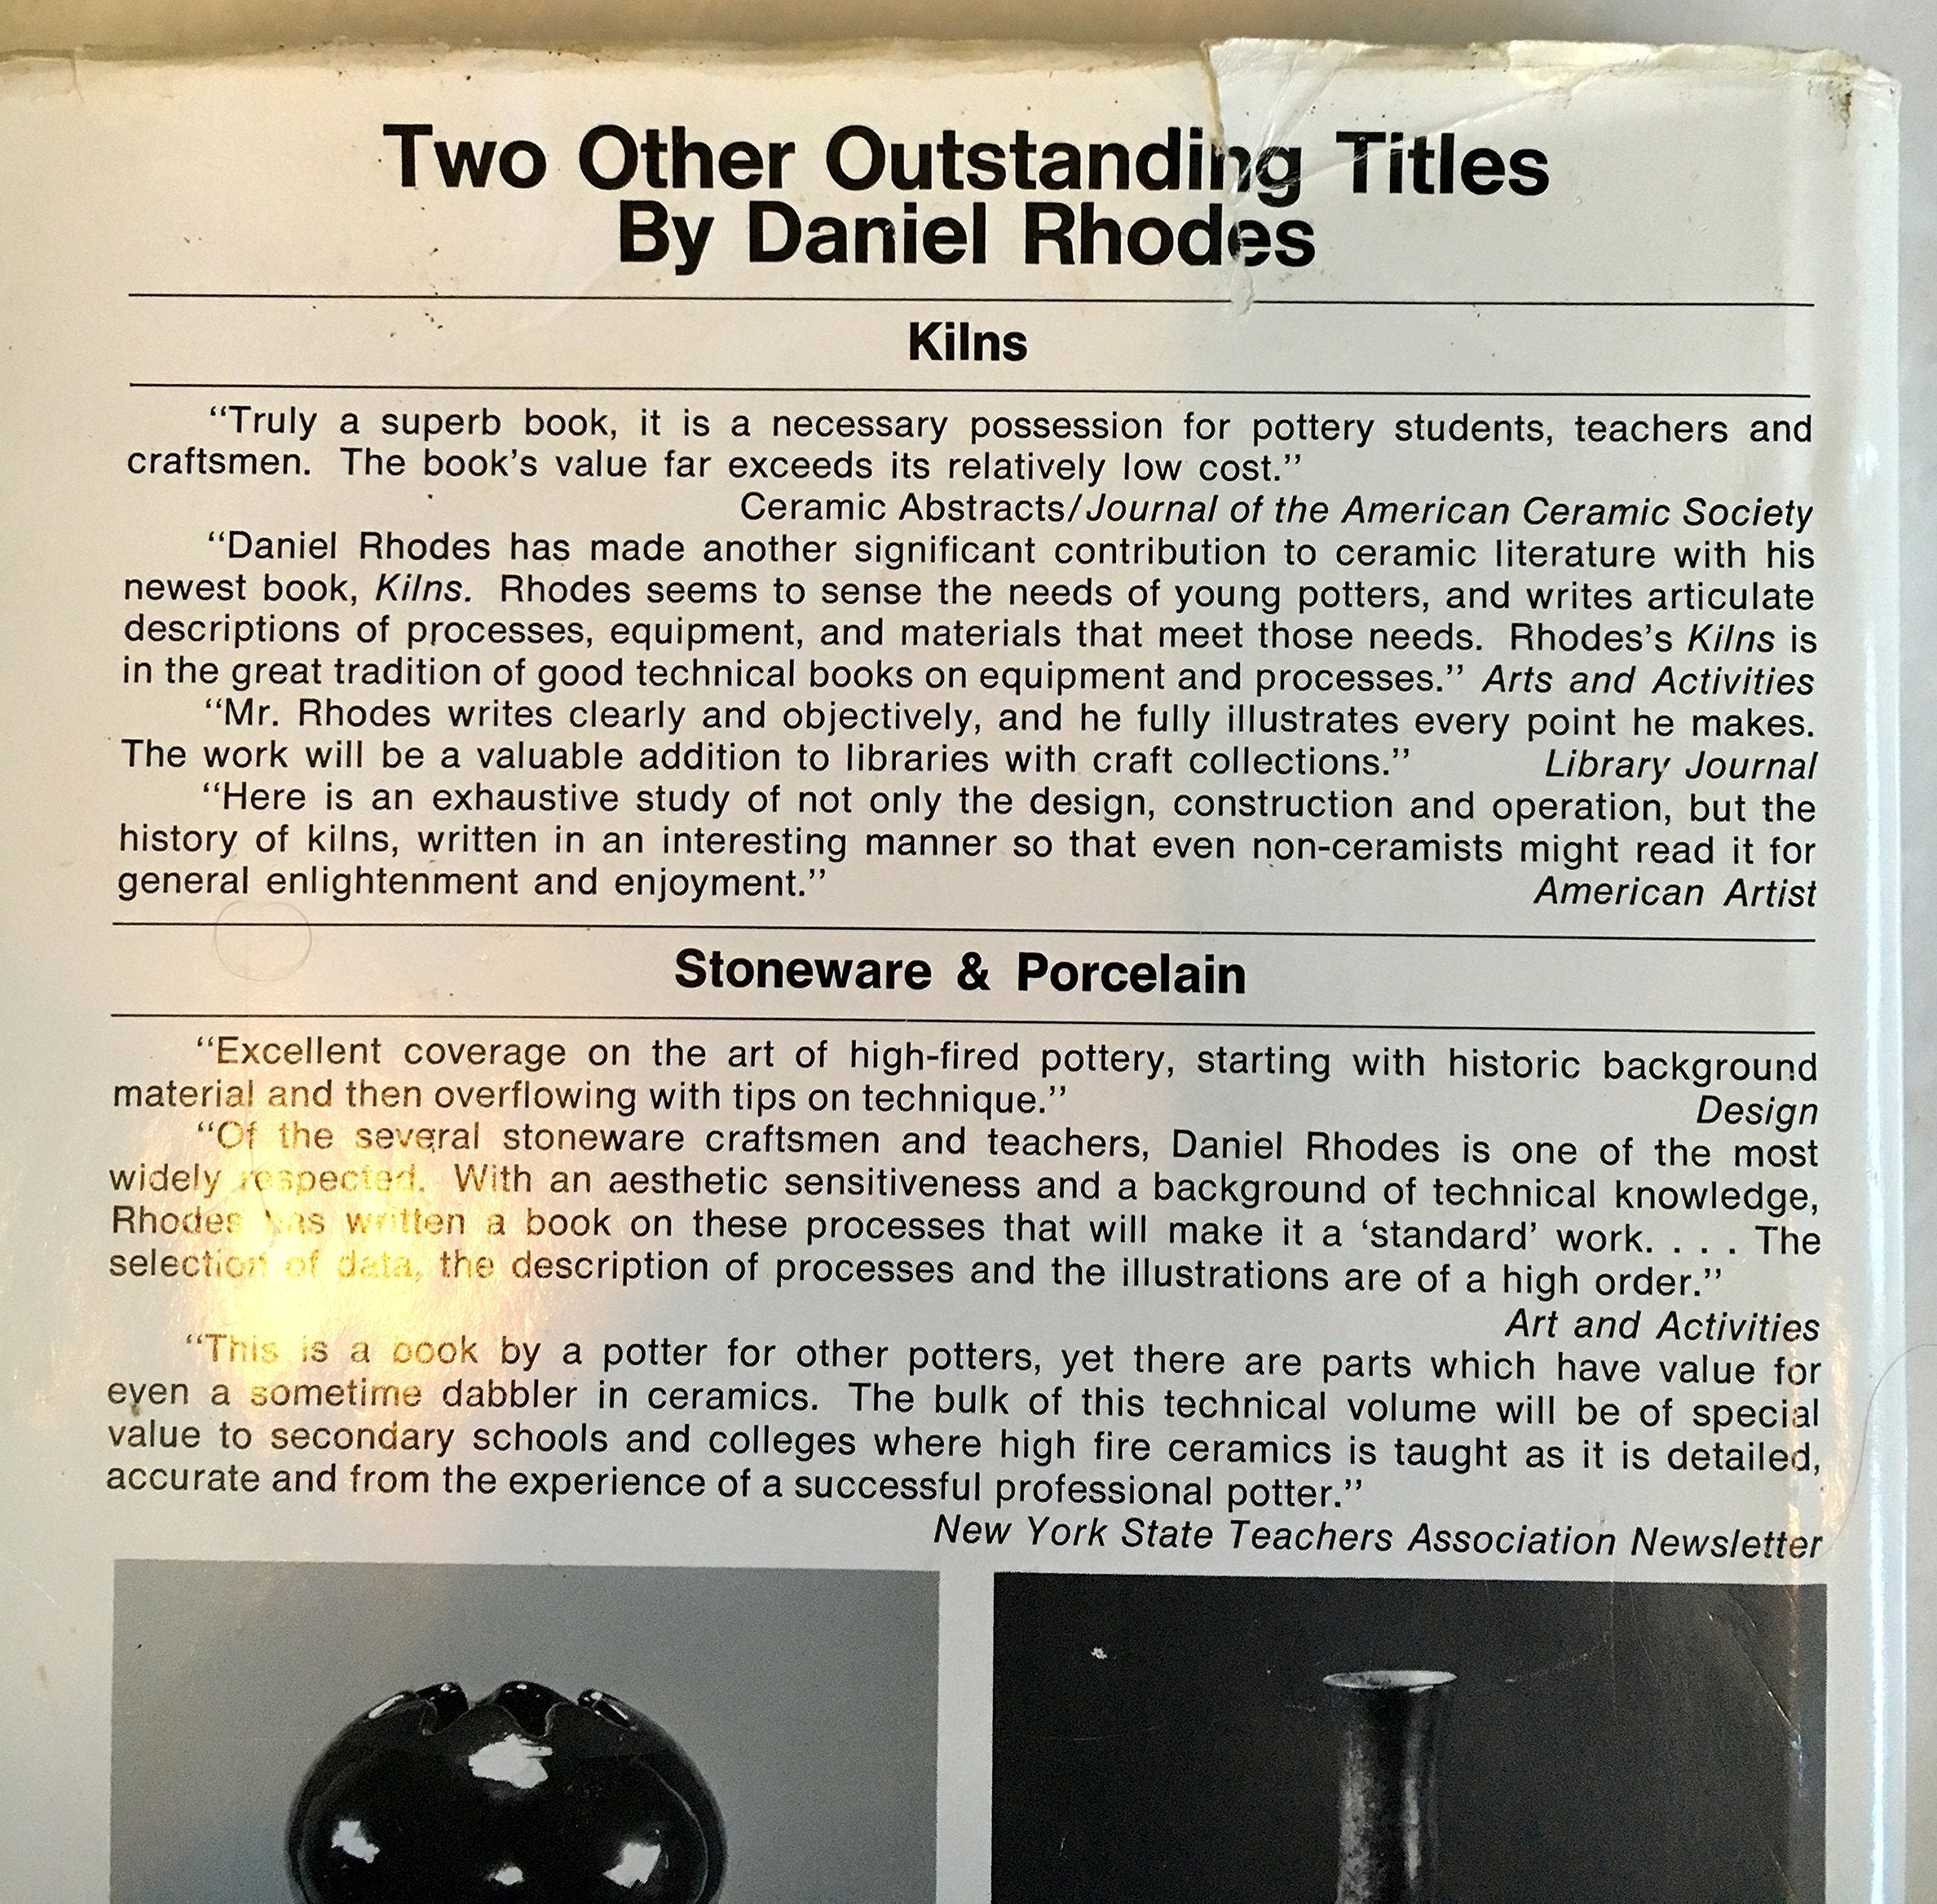 Two Other Outstanding Titles
By Daniel Rhodes
Kilns
“Truly a superb book, it is a necessary possession for pottery students, teachers and
craftsmen. The book’s value far exceeds its relatively low cost.”
Ceramic Abstracts/Journal of the American Ceramic Society
“Daniel Rhodes has made another significant contribution to ceramic literature with his
newest book, Kilns. Rhodes seems to sense the needs of young potters, and writes articulate
descriptions of processes, equipment, and materials that meet those needs. Rhodes’s Kilns is
in the great tradition of good technical books on equipment and processes.” Arts and Activities
“Mr. Rhodes writes clearly and objectively, and he fully illustrates every point he makes.
The work will be a valuable addition to libraries with craft collections.” Library Journal
“Here is an exhaustive study of not only the design, construction and operation, but the
history of kilns, written in an interesting manner so that even non-ceramists might read it for
general enlightenment and enjoyment.” American Artist
Stoneware & Porcelain
“Excellent coverage on the art of high-fired pottery, starting with historic background
material and then overflowing with tips on technique.” Design
“Of the several stoneware craftsmen and teachers, Daniel Rhodes is one of the most
widely respected. With an aesthetic sensitiveness and a background of technical knowledge,
Rhodes has written a book on these processes that will make it a ‘standard’ work. . . . The
selection of data, the description of processes and the illustrations are of a high order.”
Art and Activities
“This is a book by a potter for other potters, yet there are parts which have value for
even a sometime dabbler in ceramics. The bulk of this technical volume will be of special
value to secondary schools and colleges where high fire ceramics is taught as it is detailed,
accurate and from the experience of a successful professional potter.”
New York State Teachers Association Newsletter